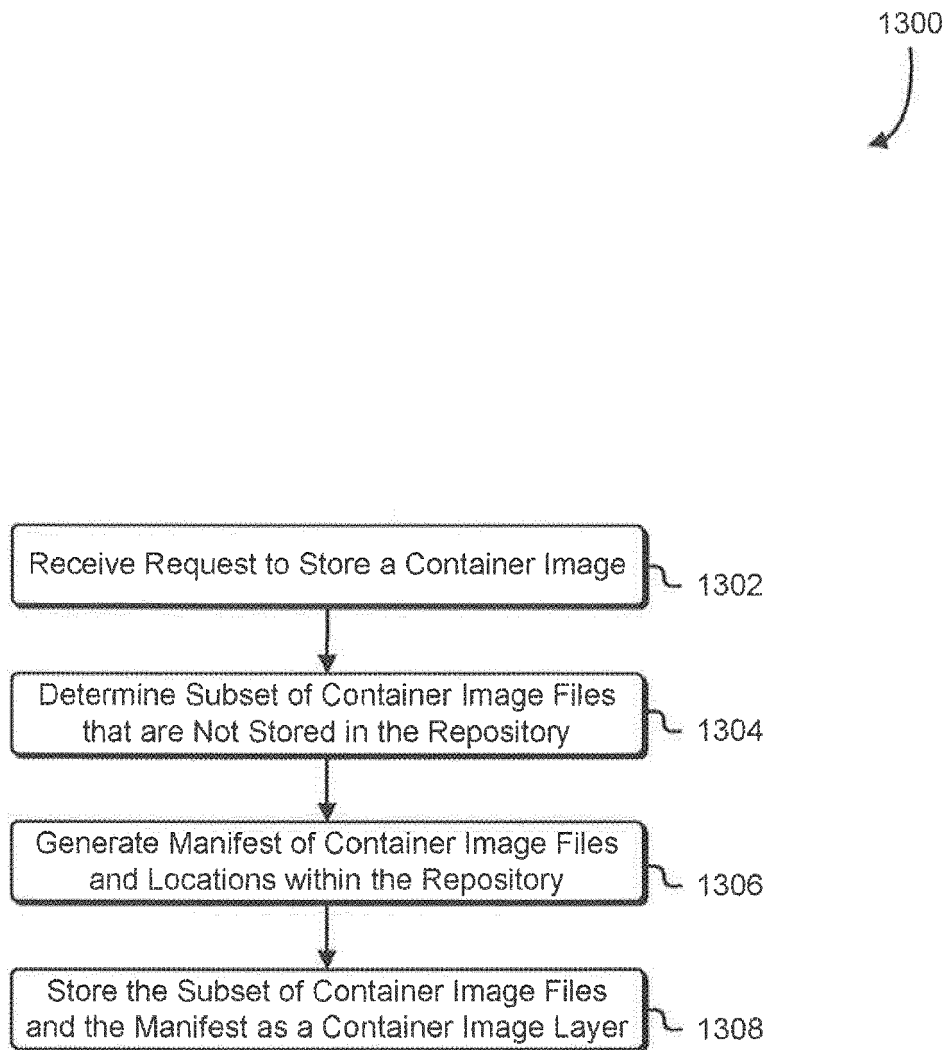 1300
Receive Request to Store a Container Image
1302
Determine Subset of Container Image Files
that are Not Stored in the Repository
1304
Generate Manifest of Container Image Files
and Locations within the Repository
1306
Store the Subset of Container Image Files
and the Manifest as a Container Image Layer
1308